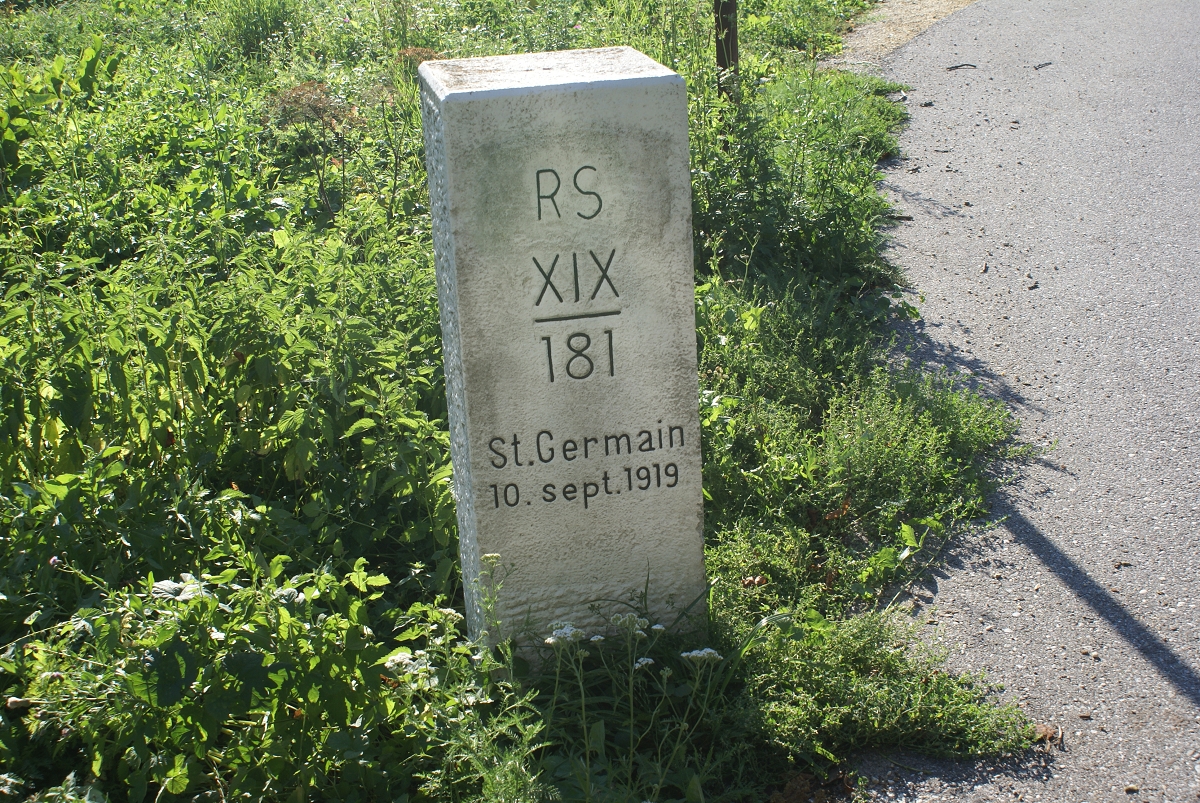 RS
XIX
181
St. Germain
10. sept. 1919